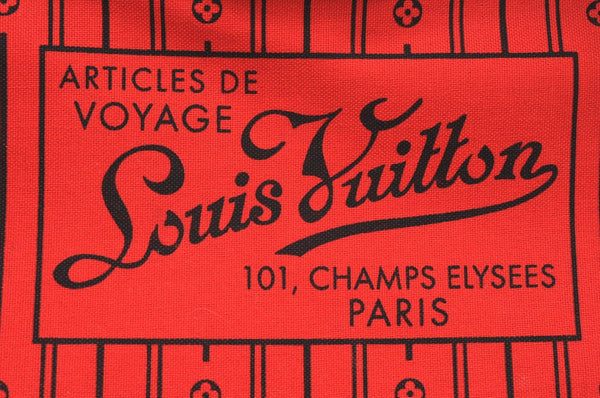 ARTICLES DE
VOYAGE
Louis Vuitton
101, CHAMPS ELYSEES
PARIS